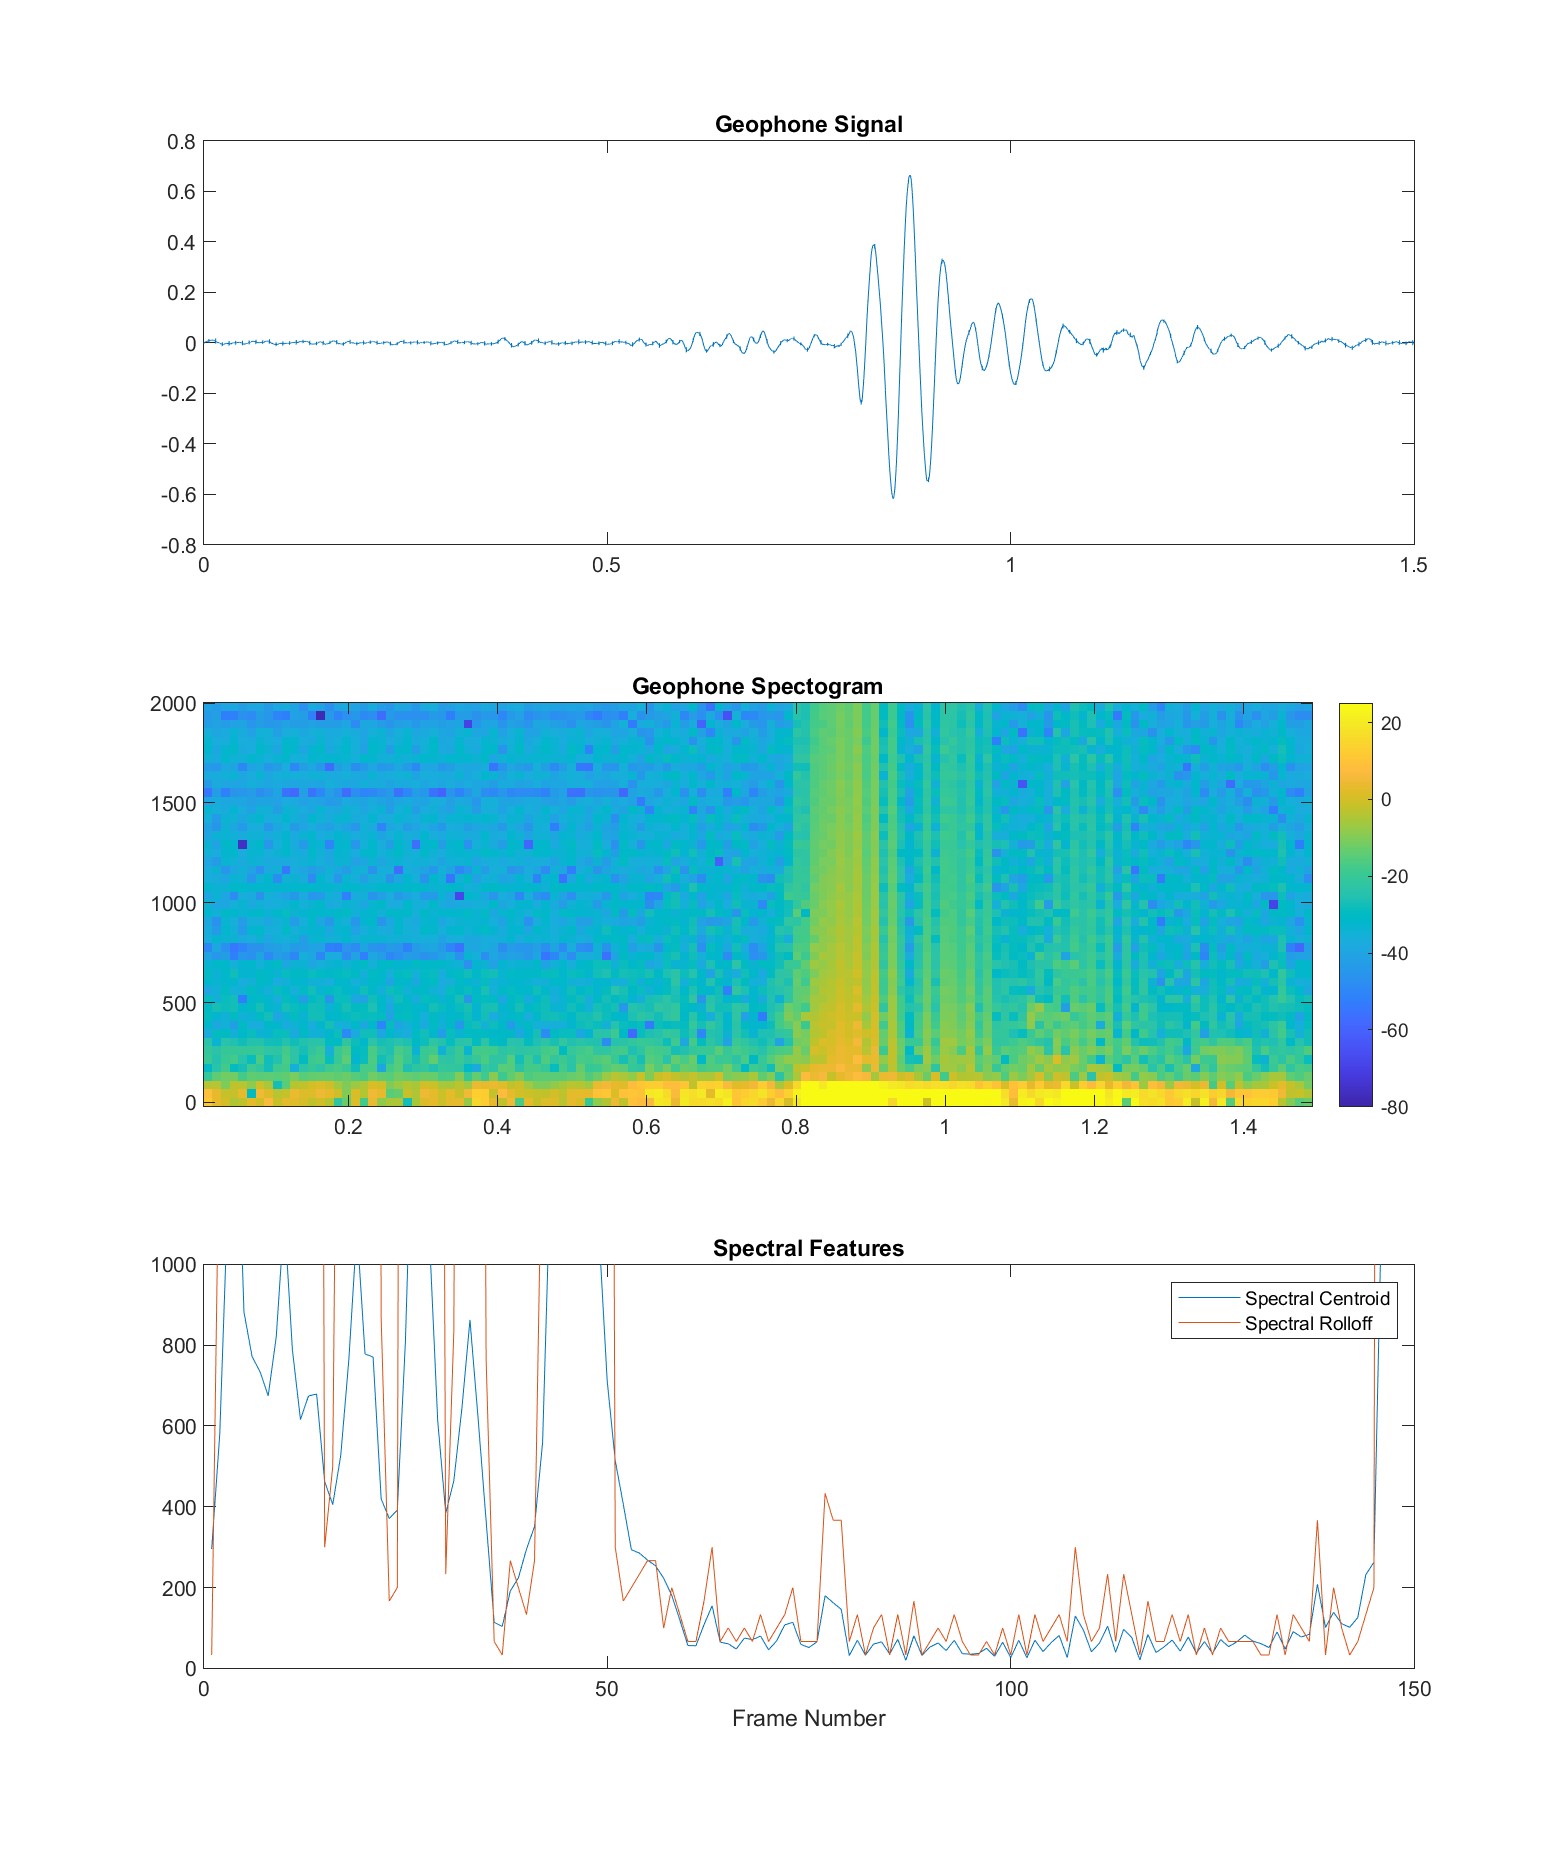 Geophone Signal
0.8
0.6
0.4
0.2
0
-0.2
-0.4
-0.6
-0.8
0 0.5 1 1.5
Geophone Spectogram
2000
1500
1000
500
0
0.2 0.4 0.6 0.8 1 1.2 1.4
20
0
-20
-40
-60
-80
Spectral Features
1000
800
600
400
200
0
Spectral Centroid
Spectral Rolloff
0 50 100 150
Frame Number